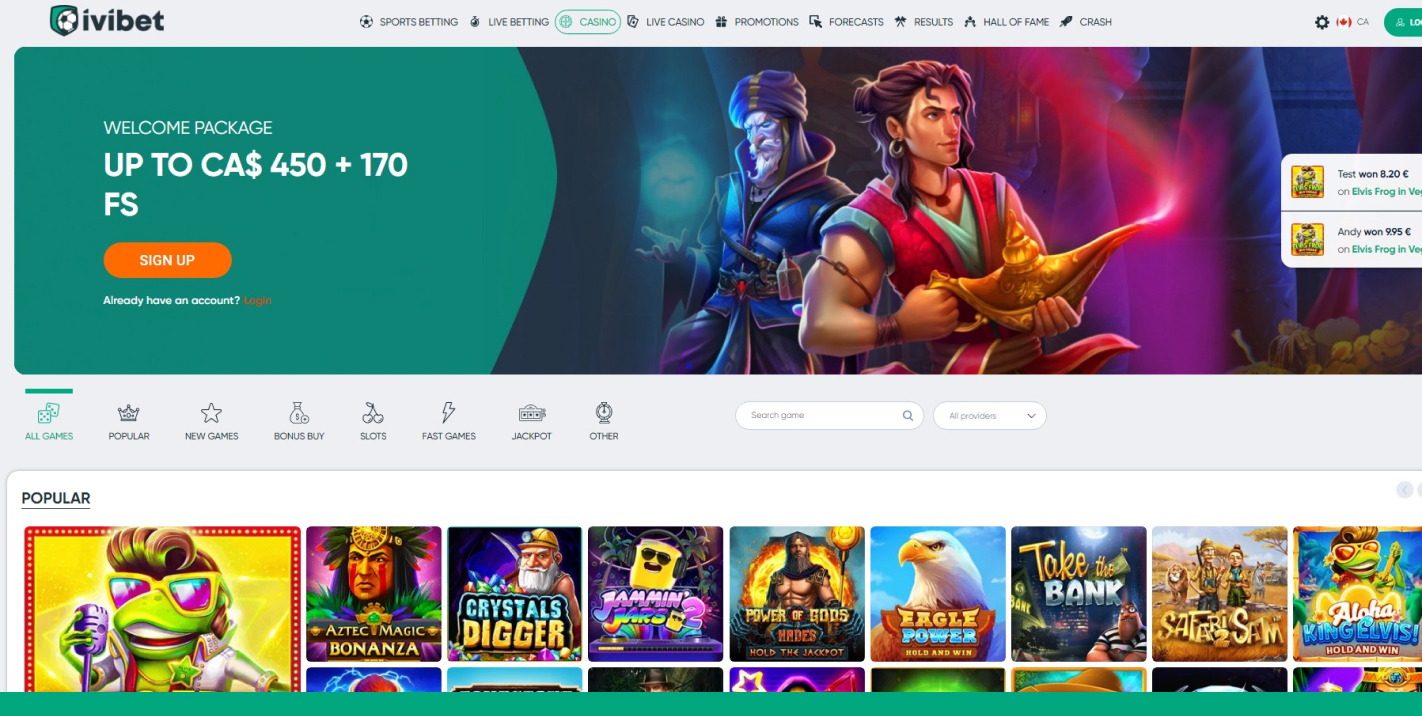 ivibet
SPORTS BETTING LIVE BETTING CASINO LIVE CASINO PROMOTIONS FORECASTS RESULTS HALL OF FAME CRASH
CA
WELCOME PACKAGE
UP TO CA$ 450 + 170
FS
SIGN UP
Already have an account? Login
Test won 8.20 €
on Elvis Frog in
Andy won 9.95 €
on Elvis Frog in
ALL GAMES POPULAR NEW GAMES BONUS BUY SLOTS FAST GAMES JACKPOT OTHER
Search game
All providers
POPULAR
AZTEC MAGIC
BONANZA
CRYSTALS
DIGGER
JAMMIN'
JARS 2
POWER OF GODS
HADES
HOLD THE JACKPOT
EAGLE
POWER
HOLD AND WIN
Take the
BANK
SAFARI SAM
2
Aloha
KING ELVIS!
HOLD AND WIN